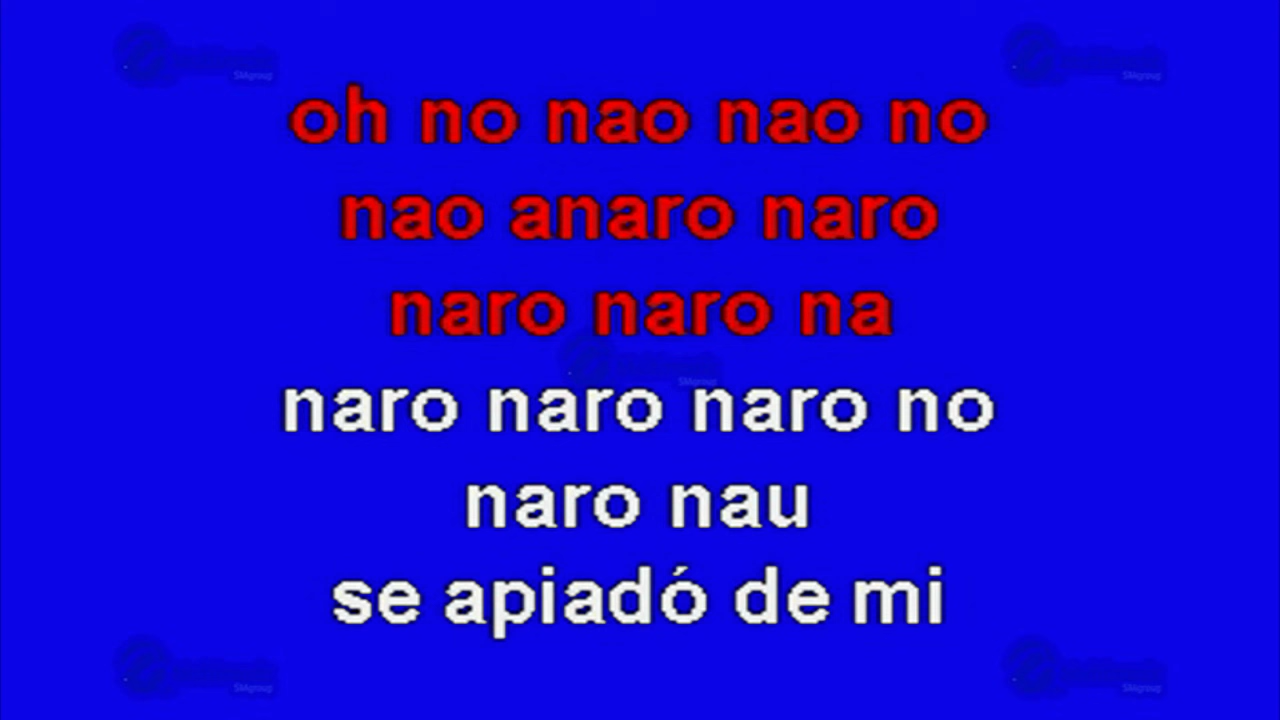 oh no nao nao no
nao anaro naro
naro naro na
naro naro naro no
naro nau
se apiadó de mi